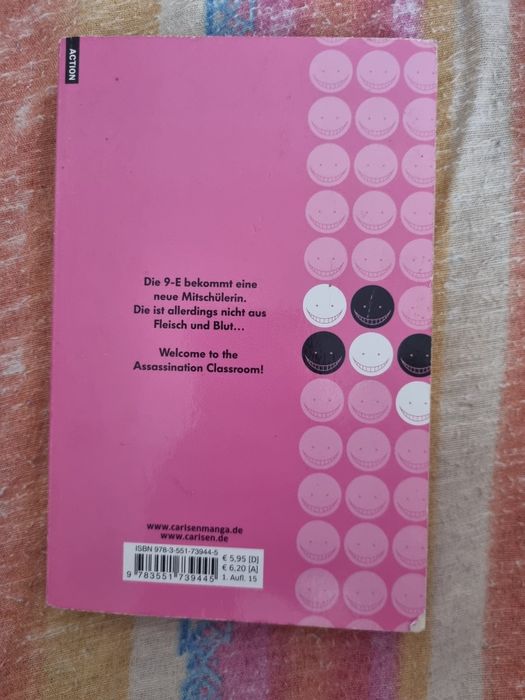 ACTION
Die 9-E bekommt eine
neue Mitschülerin.
Die ist allerdings nicht aus
Fleisch und Blut...
Welcome to the
Assassination Classroom!
www.carlsenmanga.de
www.carlsen.de
ISBN 978-3-551-73944-5
€ 5,95 [D]
€ 6,20 [A]
9 783551 739445
1. Aufl. 15